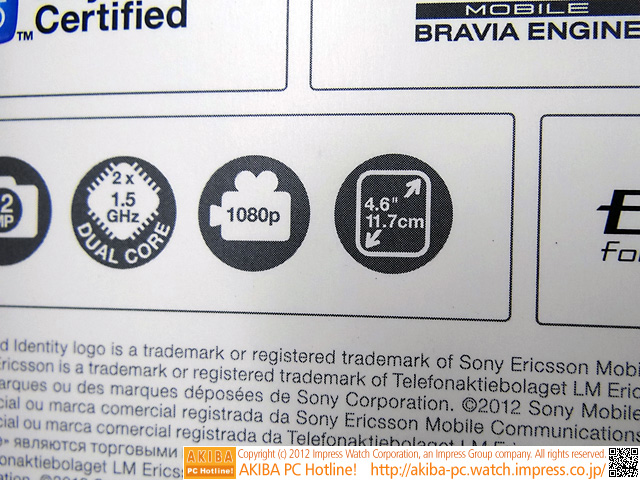 TM Certified
MOBILE
BRAVIA ENGINE
2 x
1.5
GHz
DUAL CORE
1080p
4.6"
11.7cm
Identity logo is a trademark or registered trademark of Sony Ericsson Mobi
ricsson is a trademark or registered trademark of Telefonaktiebolaget LM Eric
arques ou des marques déposées de Sony Corporation. ©2012 Sony Mobile
cial ou marca comercial registrada da Sony Ericsson Mobile Communications
cial ou marca comercial registrada da Telefonaktiebolaget LM
являются торговыми
onaktiebolaget LM Erics
AKIBA
PC Hotline!
Copyright (c) 2012 Impress Watch Corporation, an Impress Group company. All rights reserved.
AKIBA PC Hotline! http://akiba-pc.watch.impress.co.jp/